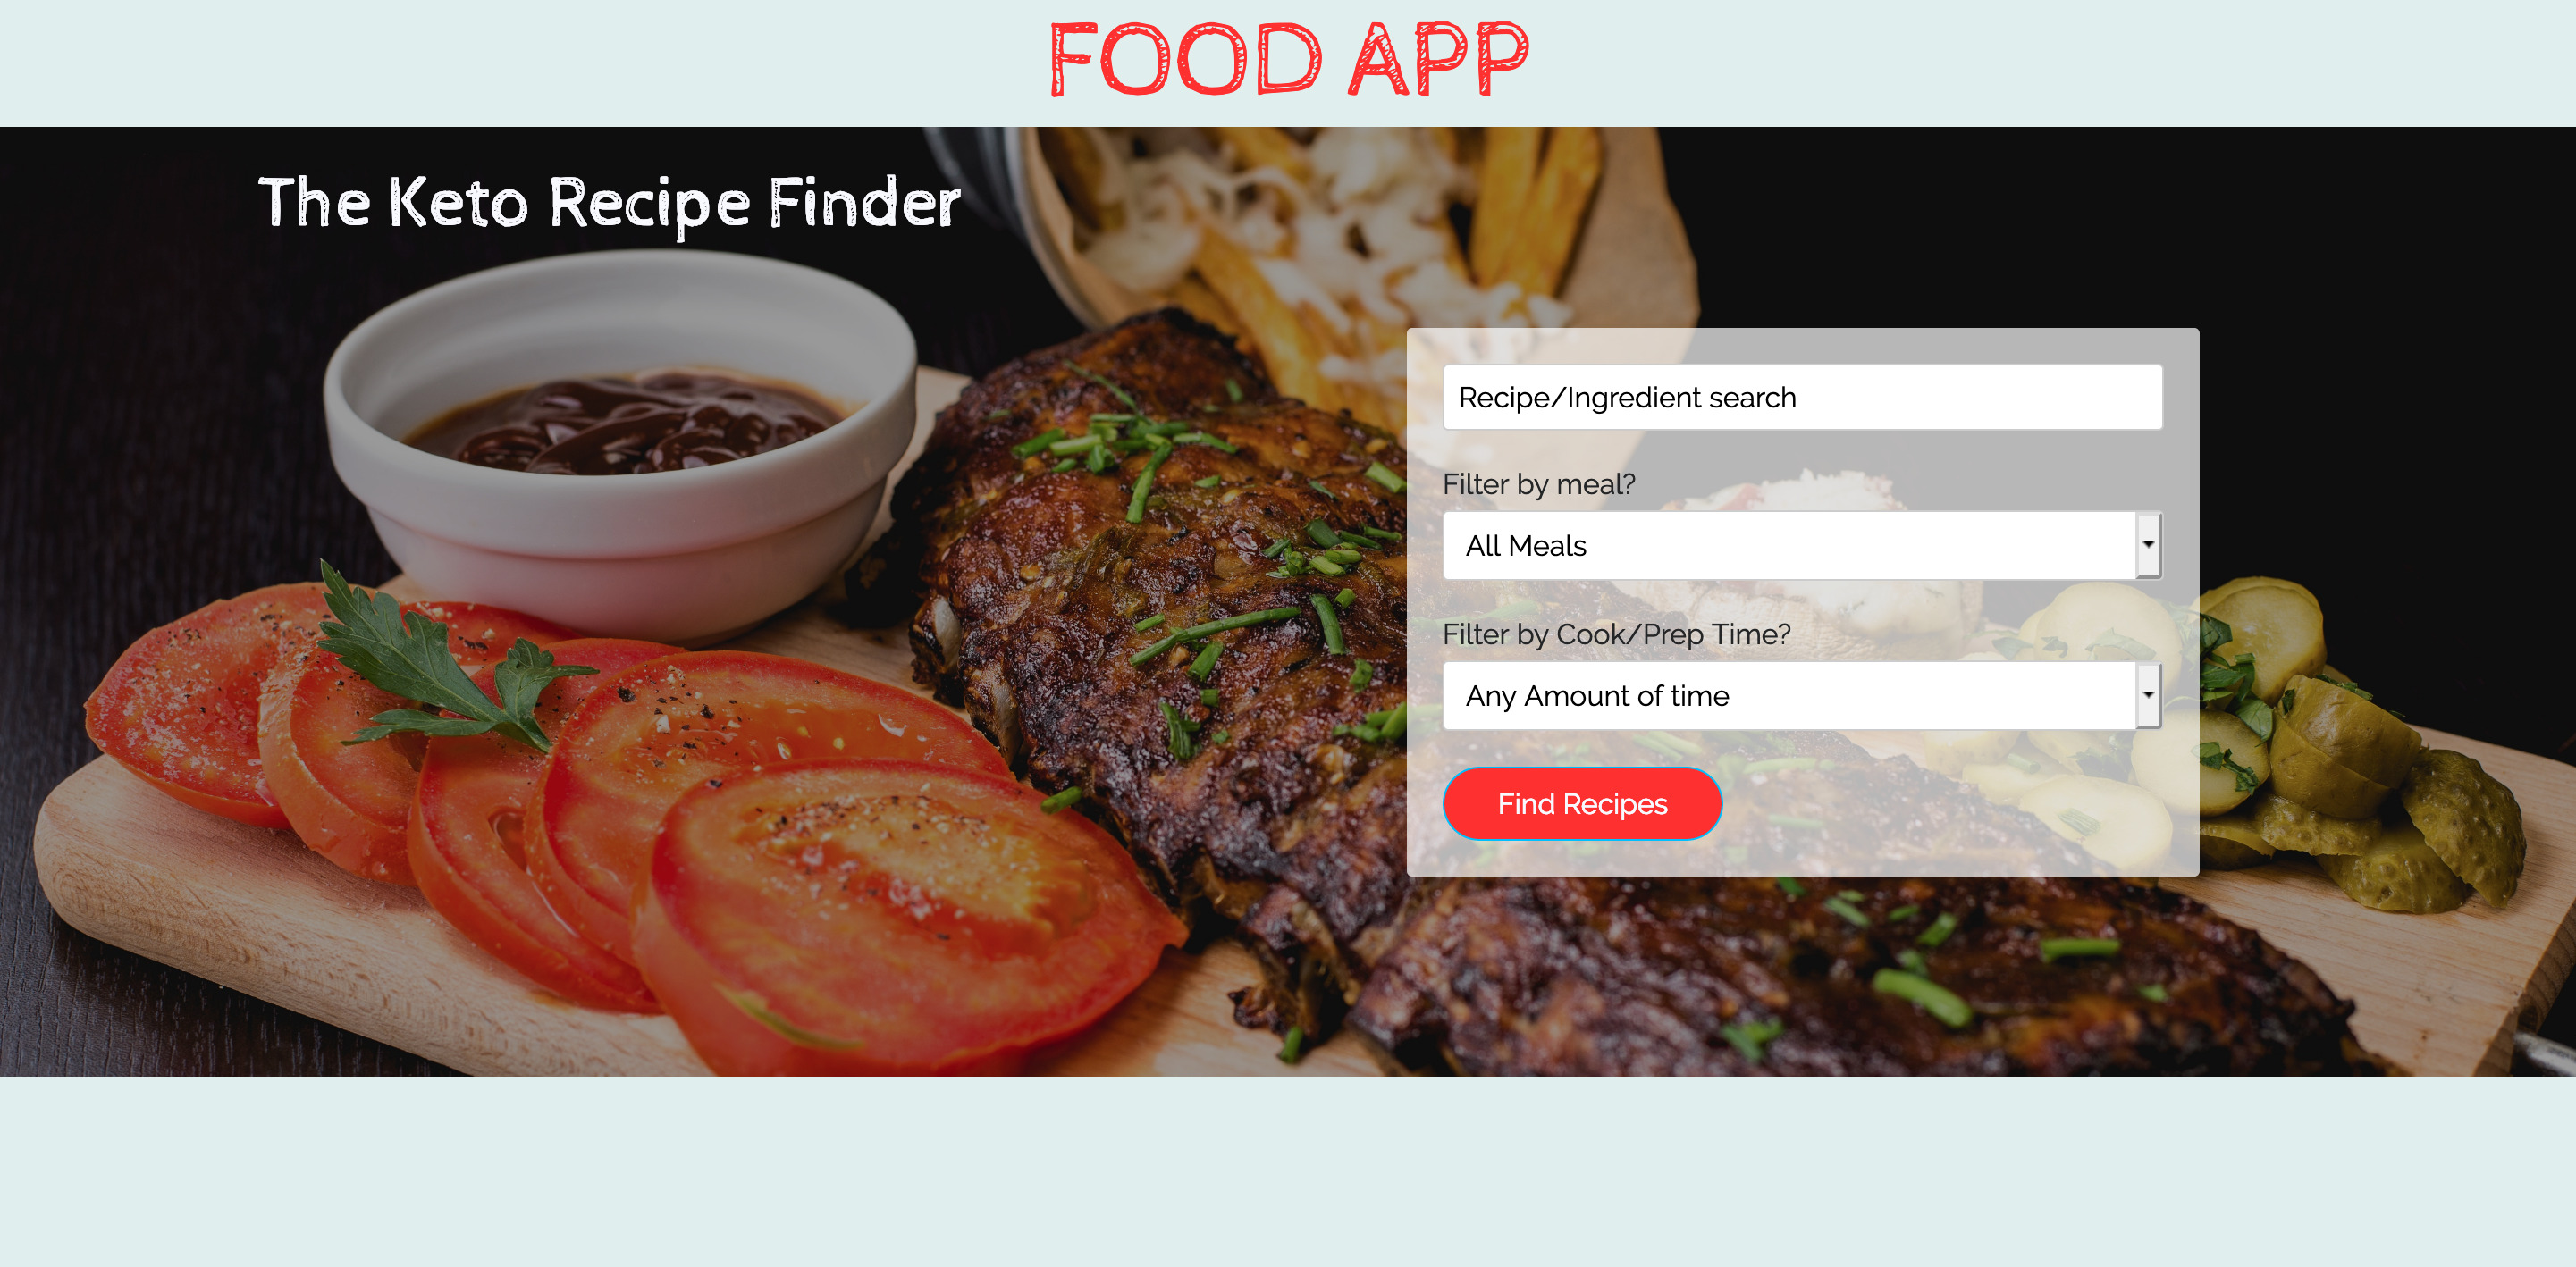 FOOD APP
The Keto Recipe Finder
Recipe/Ingredient search
Filter by meal?
All Meals
Filter by Cook/Prep Time?
Any Amount of time
Find Recipes